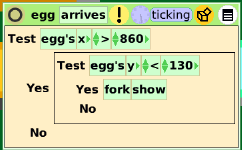 egg arrives ! ticking
Test egg's x > 860
Test egg's y < 130
Yes Yes fork show
No
No